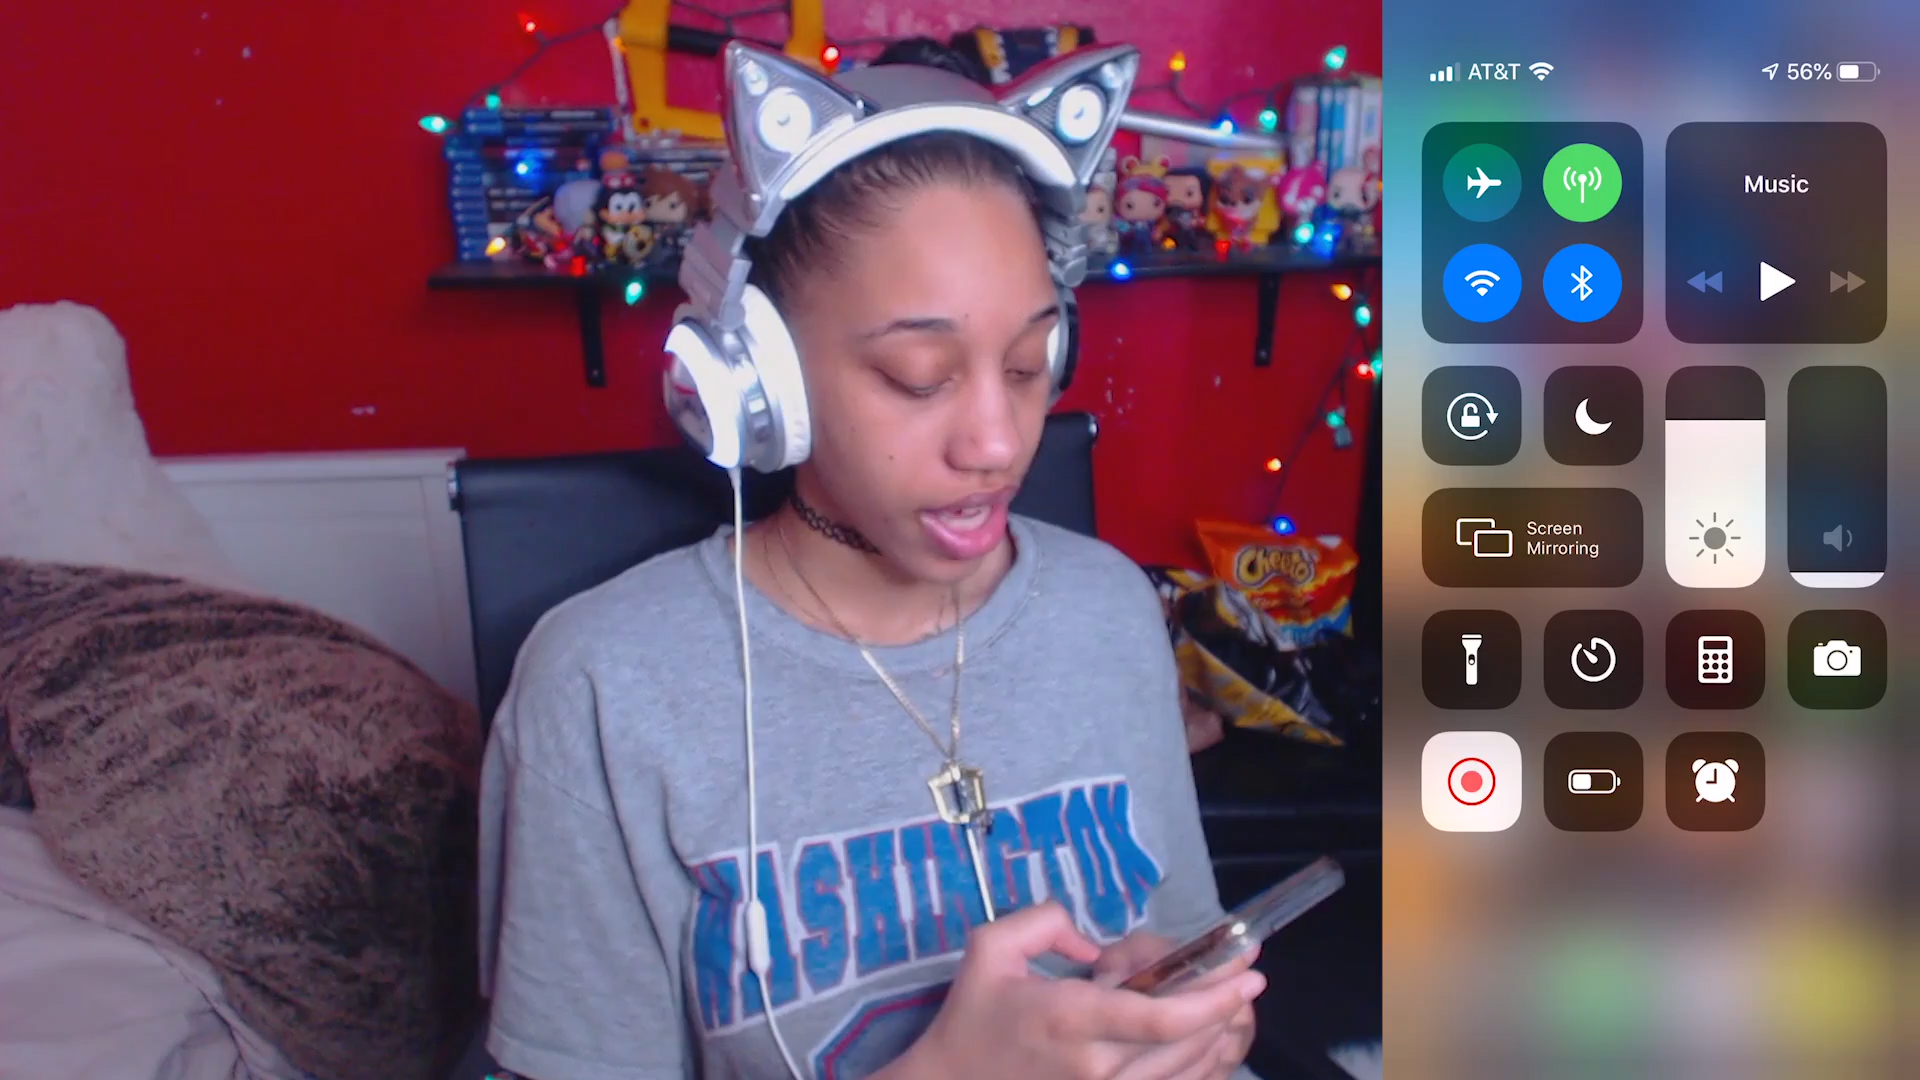 AT&T
56%
Music
Screen
Mirroring
Cheetos
WASHINGTON